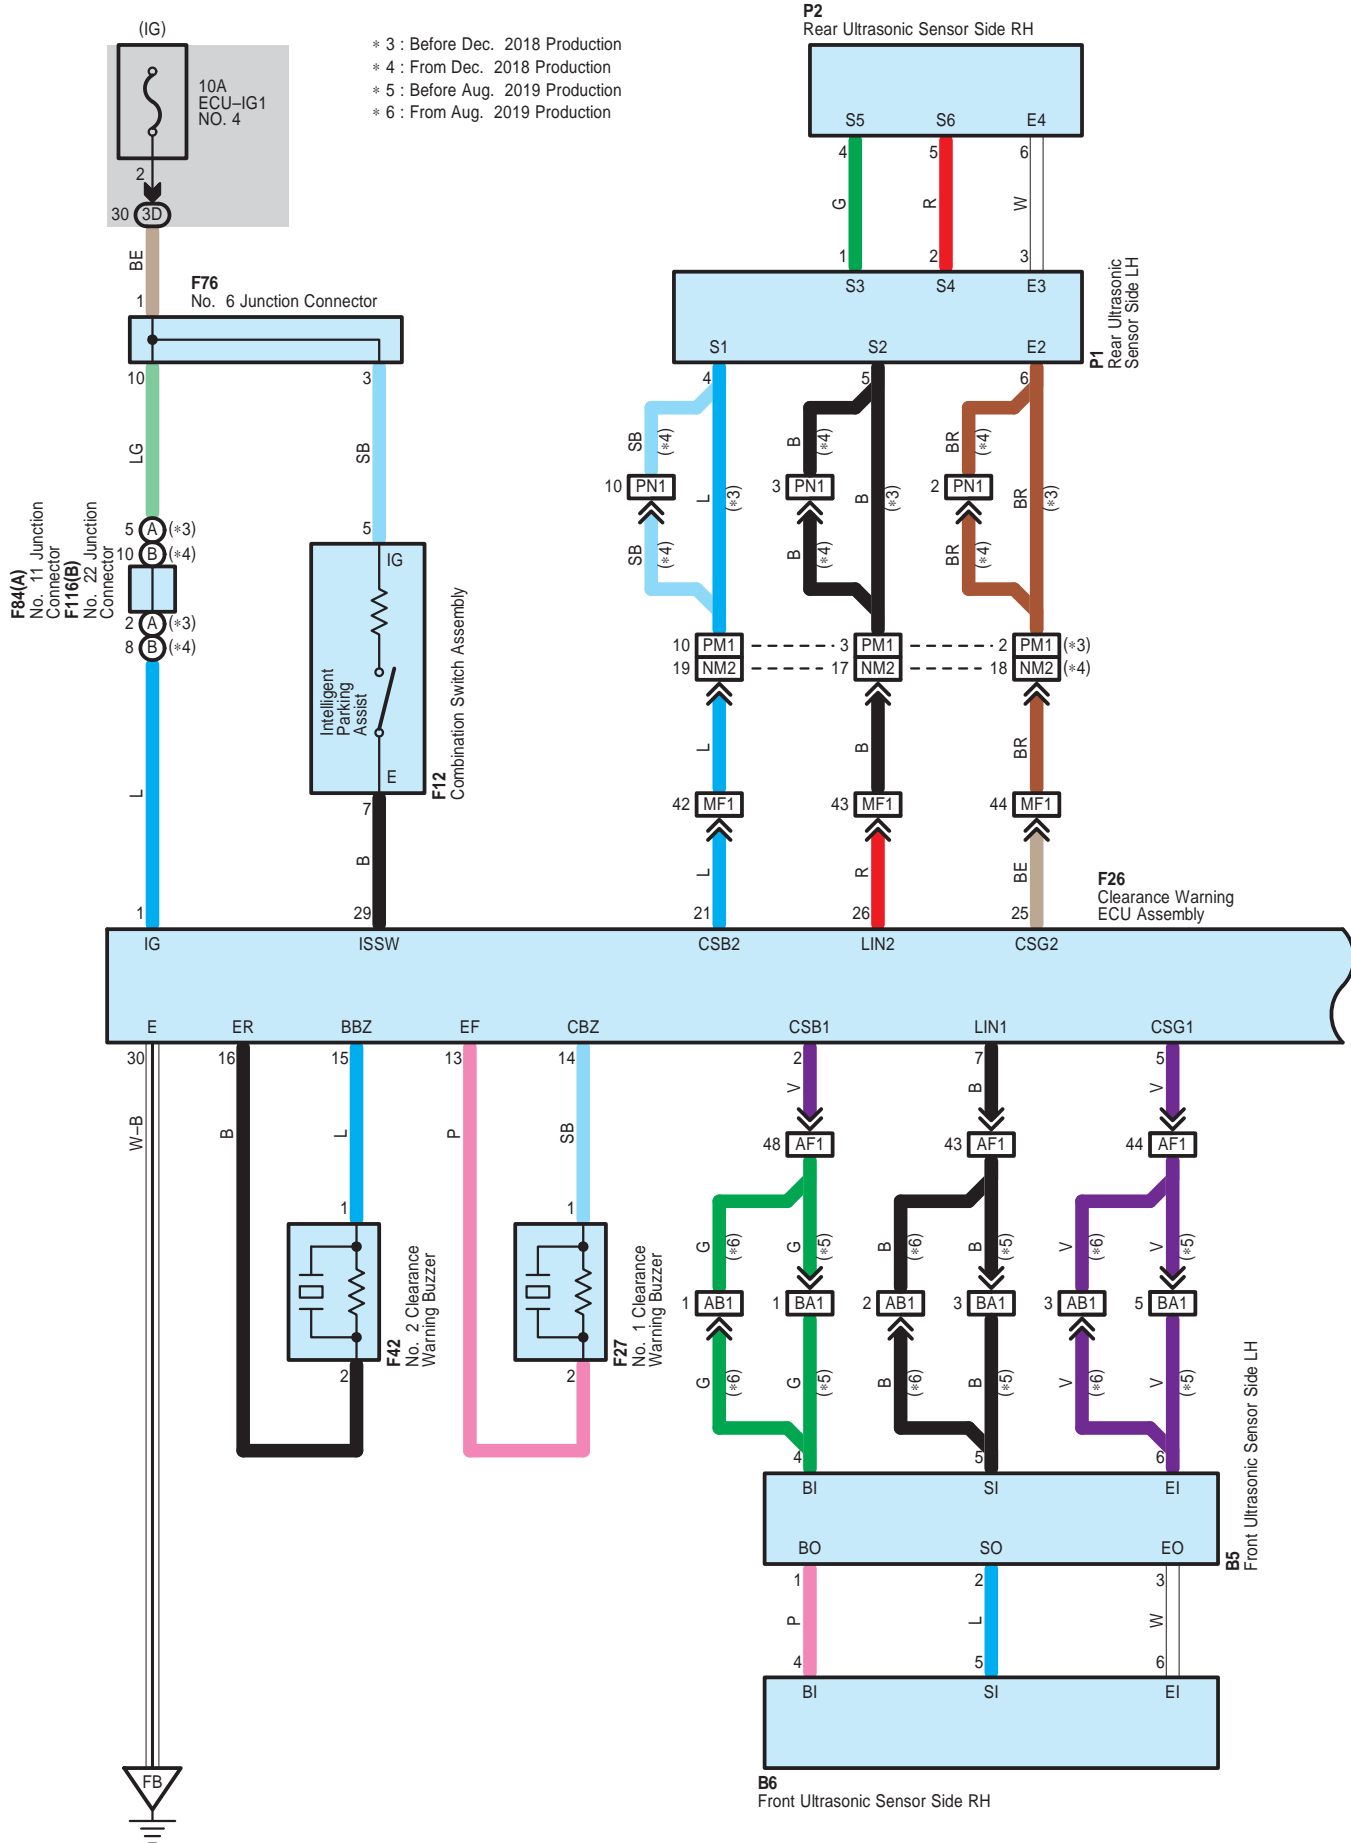 (IG)
10A
ECU–IG1
NO. 4
2
30 3D
BE
1
F76
No. 6 Junction Connector
10
3
LG
SB
∗ 3 : Before Dec. 2018 Production
∗ 4 : From Dec. 2018 Production
∗ 5 : Before Aug. 2019 Production
∗ 6 : From Aug. 2019 Production
F84(A)
No. 11 Junction
Connector
F116(B)
No. 22 Junction
Connector
5 A (∗3)
10 B (∗4)
2 A (∗3)
8 B (∗4)
L
1
5
IG
Intelligent
Parking
Assist
E
F12
Combination Switch Assembly
7
B
29
P2
Rear Ultrasonic Sensor Side RH
S5 S6 E4
4 5 6
G R W
1 2 3
S3 S4 E3
S1 S2 E2
P1
Rear Ultrasonic
Sensor Side LH
4 5 6
SB (∗4) B (∗4) BR (∗4)
10 PN1 3 PN1 2 PN1
L (∗3) B (∗3) BR (∗3)
SB (∗4) B (∗4) BR (∗4)
10 PM1 3 PM1 2 PM1 (∗3)
19 NM2 17 NM2 18 NM2 (∗4)
L B BR
42 MF1 43 MF1 44 MF1
L R BE
21 26 25
F26
Clearance Warning
ECU Assembly
IG ISSW CSB2 LIN2 CSG2
E ER BBZ EF CBZ CSB1 LIN1 CSG1
30 16 15 13 14 2 7 5
W–B B L P SB V B V
48 AF1 43 AF1 44 AF1
1
2
F42
No. 2 Clearance
Warning Buzzer
1
2
F27
No. 1 Clearance
Warning Buzzer
G (∗6) G (∗5) B (∗6) B (∗5) V (∗6) V (∗5)
1 AB1 1 BA1 2 AB1 3 BA1 3 AB1 5 BA1
G (∗6) G (∗5) B (∗6) B (∗5) V (∗6) V (∗5)
4 5 6
BI SI EI
BO SO EO
B5
Front Ultrasonic Sensor Side LH
1 2 3
P L W
4 5 6
BI SI EI
B6
Front Ultrasonic Sensor Side RH
FB